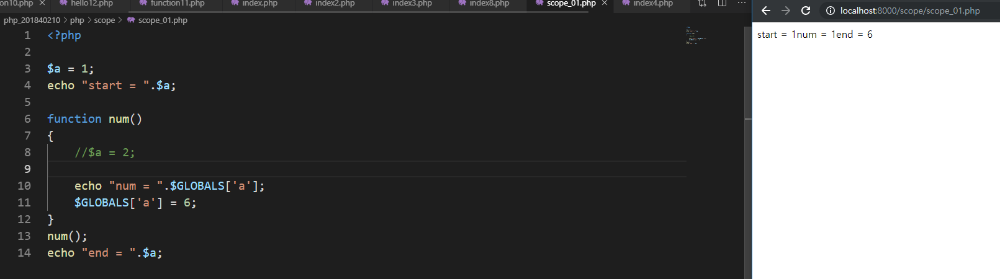 on10.php
hello12.php
function11.php
index.php
index2.php
index3.php
index8.php
scope_01.php
index4.php
php_201840210 > php > scope > scope_01.php
1 <?php
2
3 $a = 1;
4 echo "start = ".$a;
5
6 function num()
7 {
8 //$a = 2;
9
10 echo "num = ".$GLOBALS['a'];
11 $GLOBALS['a'] = 6;
12 }
13 num();
14 echo "end = ".$a;
localhost:8000/scope/scope_01.php
start = 1num = 1end = 6